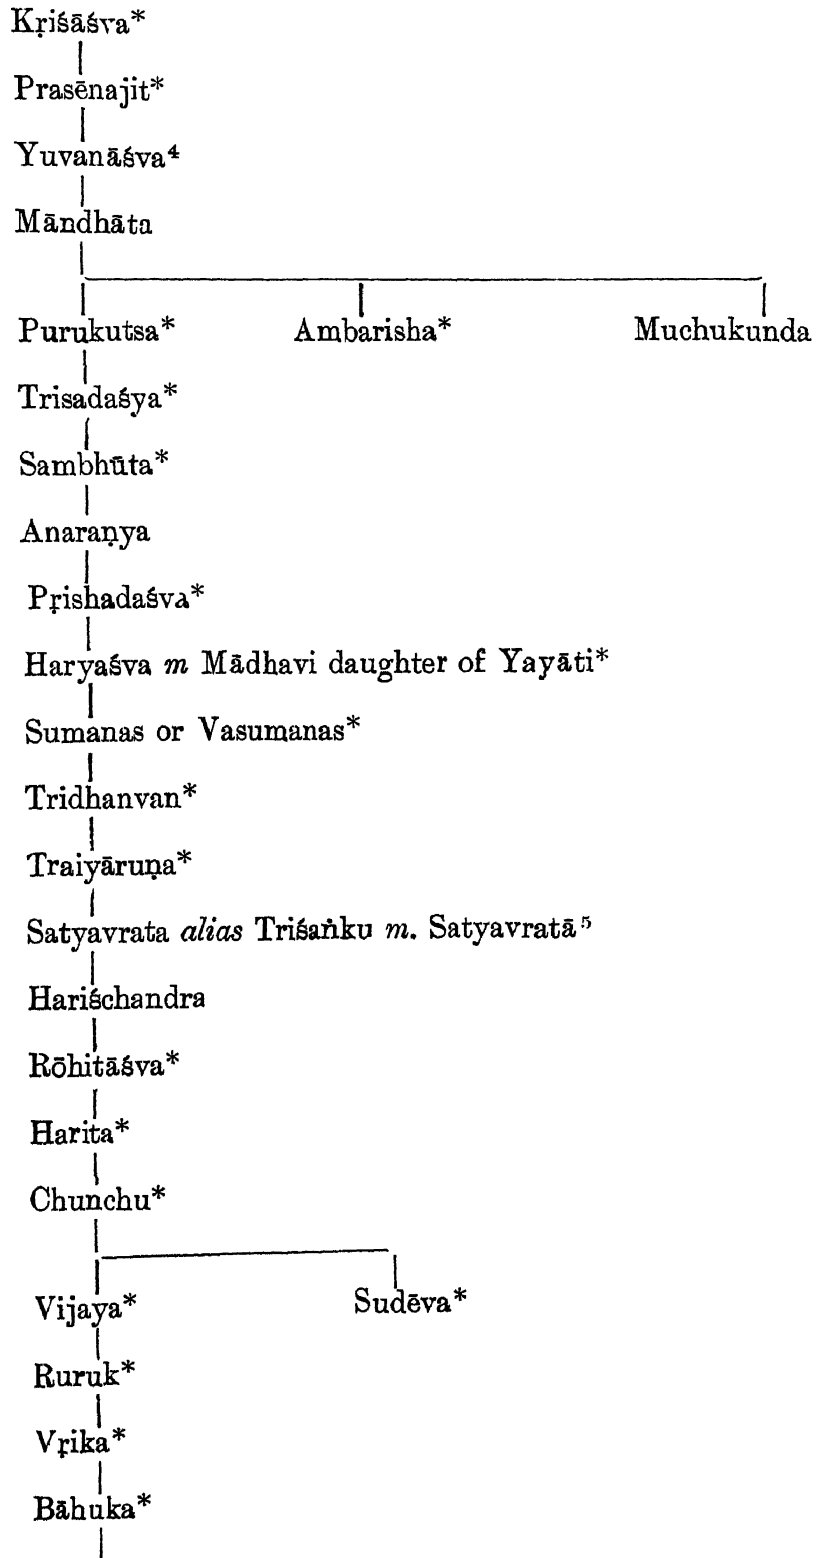 Kṛiśāśva*
Prasēnajit*
Yuvanāśva⁴
Māndhāta
Purukutsa* Ambarisha* Muchukunda
Trisadaśya*
Sambhūta*
Anaraṇya
Pṛishadaśva*
Haryaśva m Mādhavi daughter of Yayāti*
Sumanas or Vasumanas*
Tridhanvan*
Traiyāruṇa*
Satyavrata alias Triśaṅku m. Satyavratā⁵
Hariśchandra
Rōhitāśva*
Harita*
Chunchu*
Vijaya* Sudēva*
Ruruk*
Vṛika*
Bāhuka*